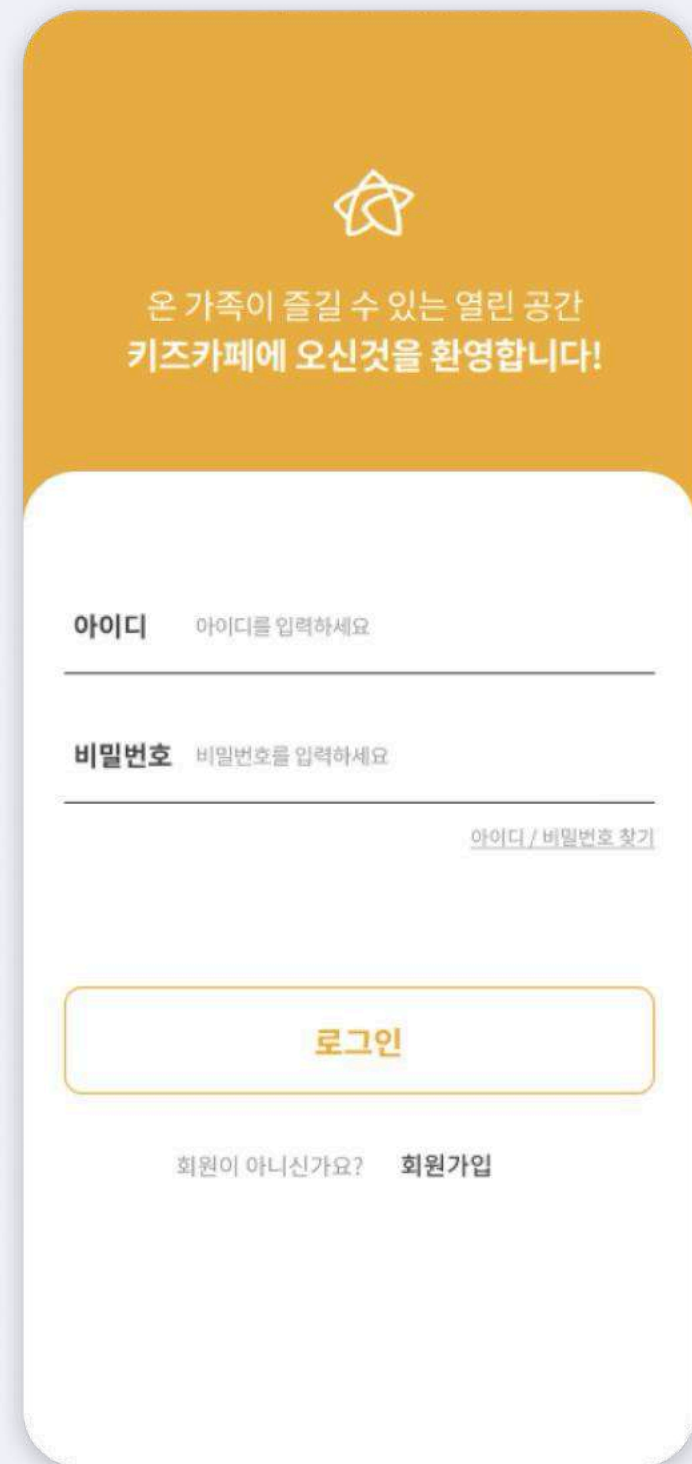 온 가족이 즐길 수 있는 열린 공간
키즈카페에 오신것을 환영합니다!
아이디 아이디를 입력하세요
비밀번호 비밀번호를 입력하세요
아이디 / 비밀번호 찾기
로그인
회원이 아니신가요? 회원가입